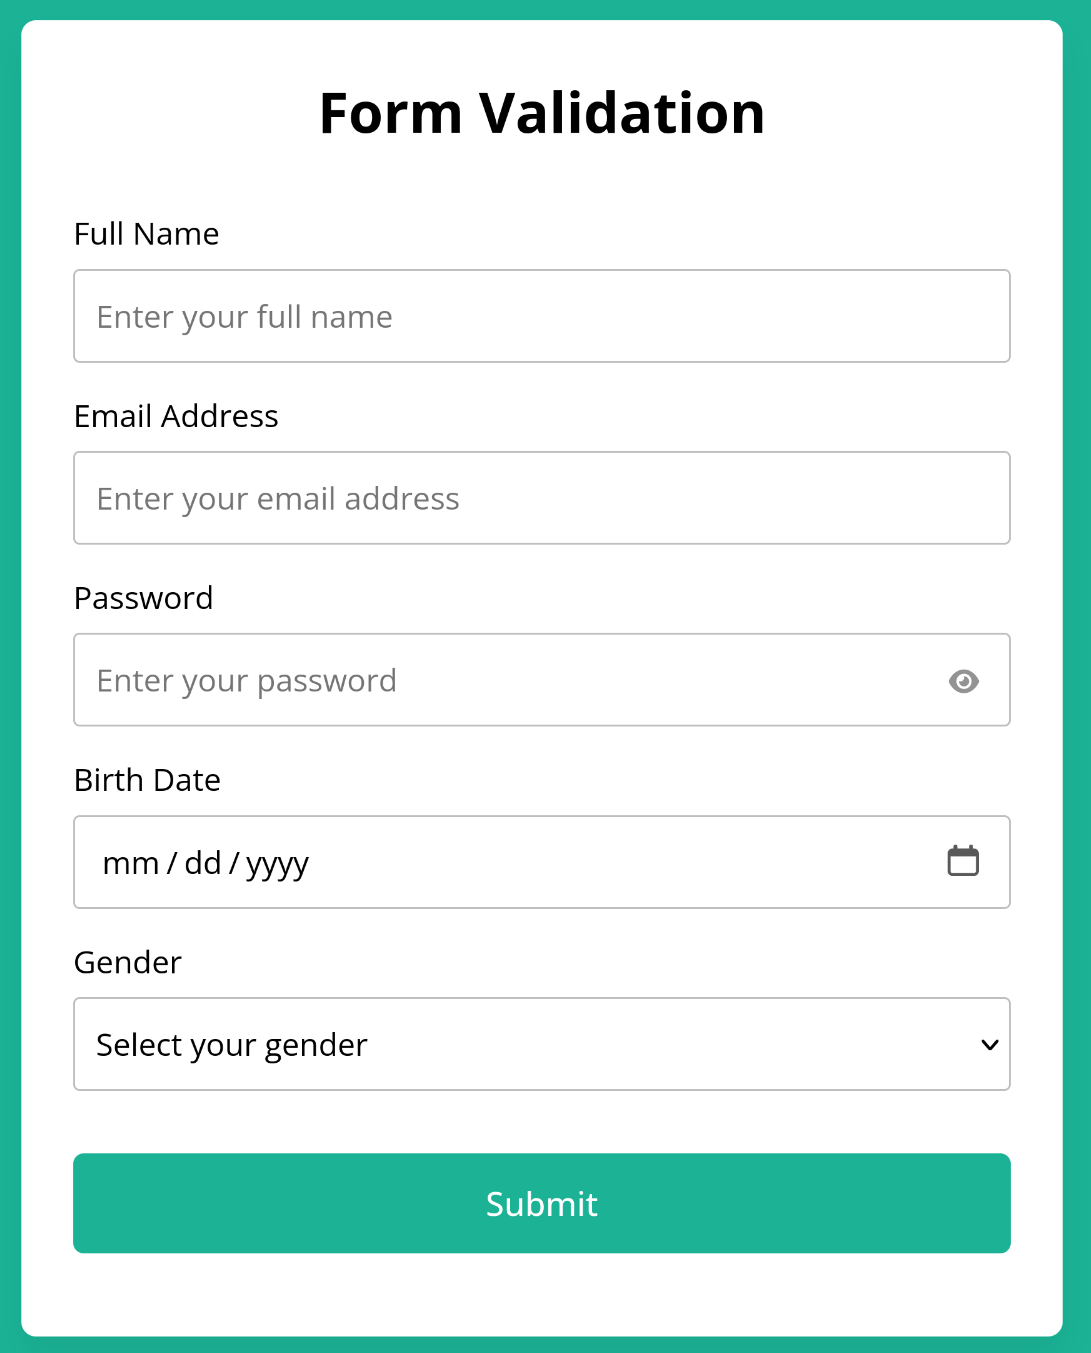 Form Validation
Full Name
Enter your full name
Email Address
Enter your email address
Password
Enter your password
Birth Date
mm / dd / yyyy
Gender
Select your gender
Submit